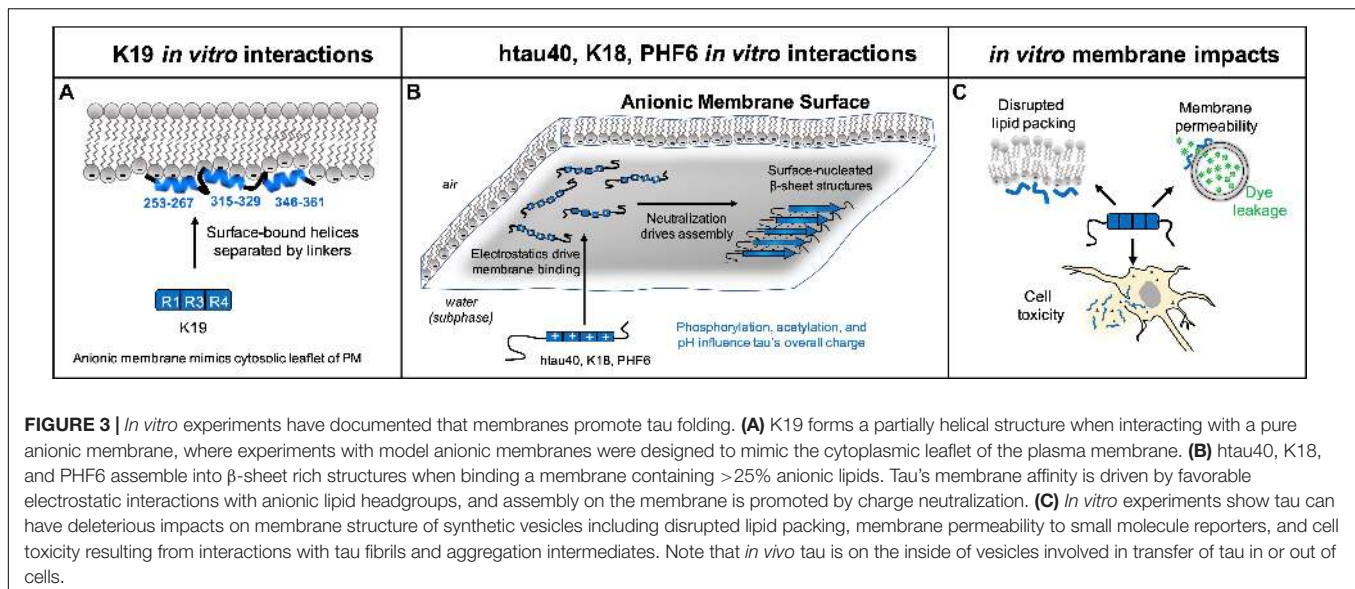 K19 in vitro interactions
htau40, K18, PHF6 in vitro interactions
in vitro membrane impacts
A
253-267 315-329 346-361
Surface-bound helices
separated by linkers
R1 R3 R4
K19
Anionic membrane mimics cytosolic leaflet of PM
B
Anionic Membrane Surface
air
Surface-nucleated
β-sheet structures
Neutralization
drives assembly
Electrostatics drive
membrane binding
water
(subphase)
+ + + +
htau40, K18, PHF6
Phosphorylation, acetylation, and
pH influence tau's overall charge
C
Disrupted
lipid packing
Membrane
permeability
Dye
leakage
Cell
toxicity
FIGURE 3 | In vitro experiments have documented that membranes promote tau folding. (A) K19 forms a partially helical structure when interacting with a pure
anionic membrane, where experiments with model anionic membranes were designed to mimic the cytoplasmic leaflet of the plasma membrane. (B) htau40, K18,
and PHF6 assemble into β-sheet rich structures when binding a membrane containing >25% anionic lipids. Tau's membrane affinity is driven by favorable
electrostatic interactions with anionic lipid headgroups, and assembly on the membrane is promoted by charge neutralization. (C) In vitro experiments show tau can
have deleterious impacts on membrane structure of synthetic vesicles including disrupted lipid packing, membrane permeability to small molecule reporters, and cell
toxicity resulting from interactions with tau fibrils and aggregation intermediates. Note that in vivo tau is on the inside of vesicles involved in transfer of tau in or out of
cells.